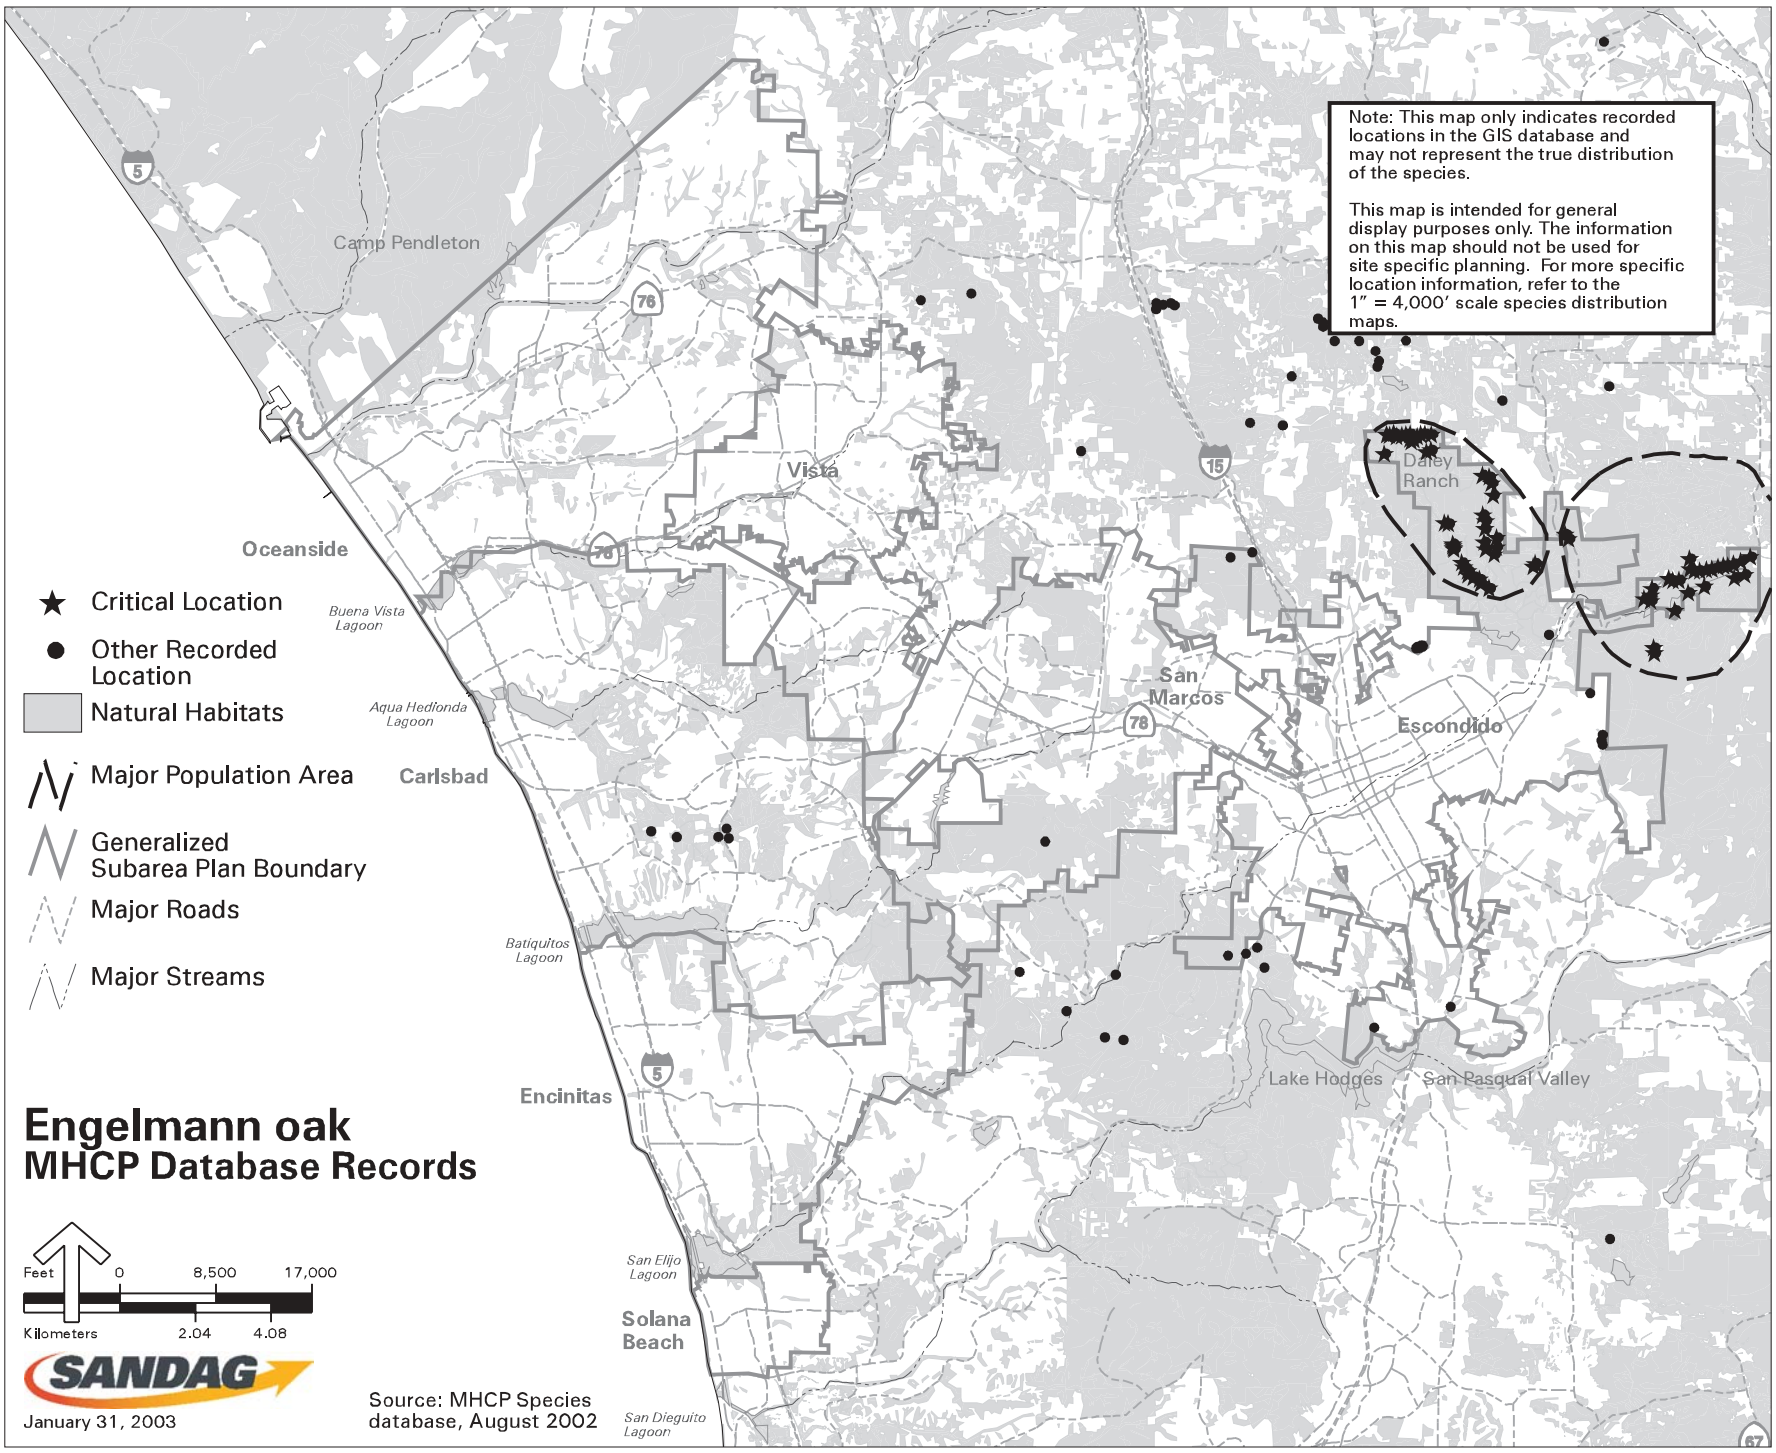 Note: This map only indicates recorded
locations in the GIS database and
may not represent the true distribution
of the species.
This map is intended for general
display purposes only. The information
on this map should not be used for
site specific planning. For more specific
location information, refer to the
1” = 4,000’ scale species distribution
maps.
5
Camp Pendleton
76
Vista
15
Daley
Ranch
Oceanside
78
Critical Location
Other Recorded
Location
Natural Habitats
Major Population Area
Generalized
Subarea Plan Boundary
Major Roads
Major Streams
Buena Vista
Lagoon
Aqua Hedionda
Lagoon
San
Marcos
78
Escondido
Carlsbad
Batiquitos
Lagoon
5
Encinitas
Lake Hodges
San Pasqual Valley
Engelmann oak
MHCP Database Records
San Elijo
Lagoon
Solana
Beach
Feet 0 8,500 17,000
Kilometers 2.04 4.08
SANDAG
January 31, 2003
Source: MHCP Species
database, August 2002
San Dieguito
Lagoon
67